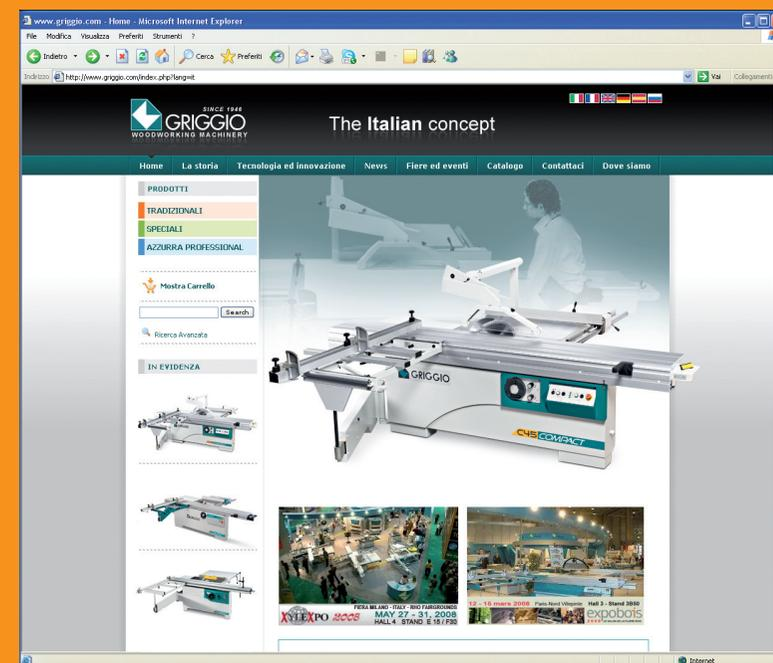 www.griggio.com - Home - Microsoft Internet Explorer
File Modifica Visualizza Preferiti Strumenti ?
Indietro Cerca Preferiti
Indirizzo http://www.griggio.com/index.php?lang=it Vai Collegamenti
SINCE 1946
GRIGGIO
WOODWORKING MACHINERY
The Italian concept
Home La storia Tecnologia ed innovazione News Fiere ed eventi Catalogo Contattaci Dove siamo
PRODOTTI
TRADIZIONALI
SPECIALI
AZZURRA PROFESSIONAL
Mostra Carrello
Search
Ricerca Avanzata
IN EVIDENZA
GRIGGIO
C45 COMPACT
FIERA MILANO - ITALY - RHO FAIRGROUNDS
XYLEXPO 2008 MAY 27 - 31, 2008
HALL 4 STAND E 15 / F30
12 - 15 mars 2008 Paris-Nord Villepinte Hall 3 - Stand 3B50
expobois
Internet